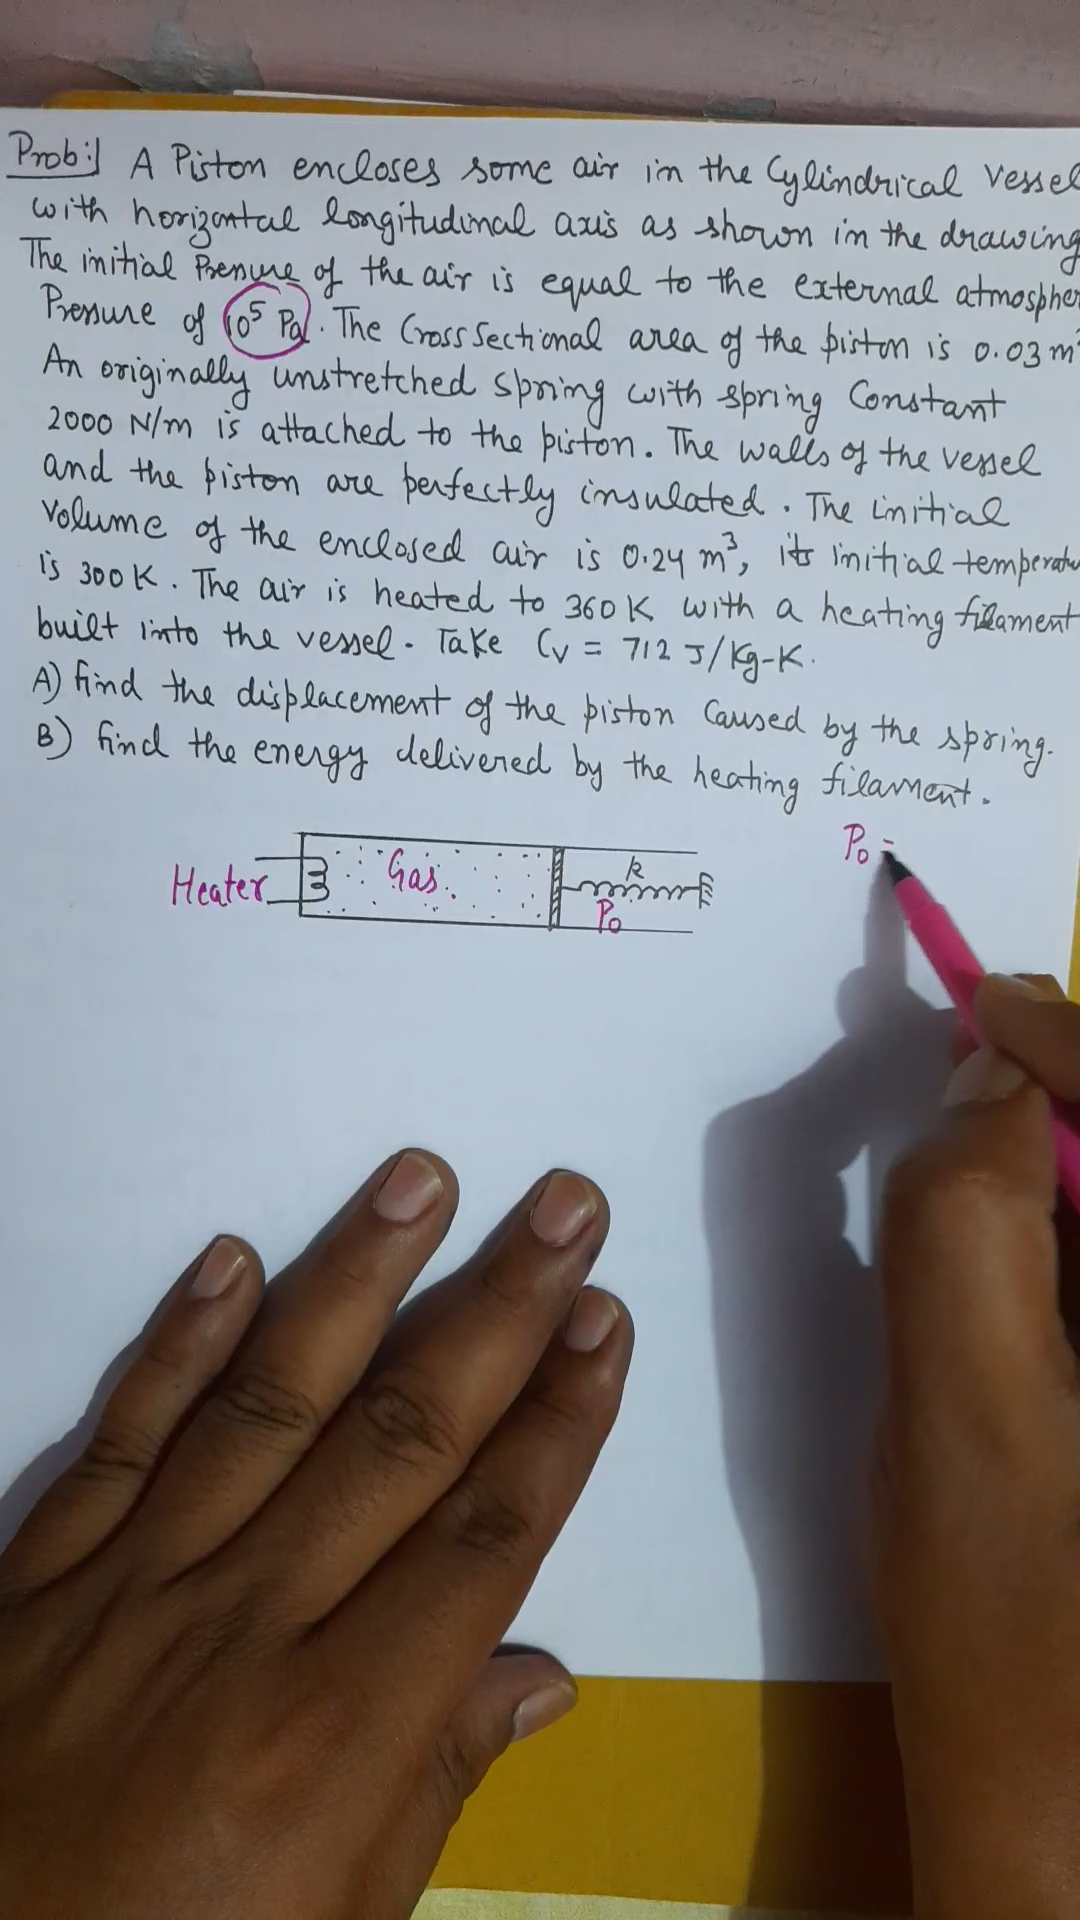 Prob:| A Piston encloses some air in the Cylindrical Vessel
with horizontal longitudinal axis as shown in the drawing
The initial Pressure of the air is equal to the external atmospher
Pressure of 10⁵ Pa. The Cross Sectional area of the piston is 0.03 m²
An originally unstretched spring with spring Constant
2000 N/m is attached to the piston. The walls of the vessel
and the piston are perfectly insulated. The initial
volume of the enclosed air is 0.24 m³, its initial temperatu
is 300 K. The air is heated to 360 K with a heating filament
built into the vessel. Take Cv = 712 J/Kg-K.
A) find the displacement of the piston Caused by the spring.
B) find the energy delivered by the heating filament.
P₀ =
Heater
Gas
k
P₀